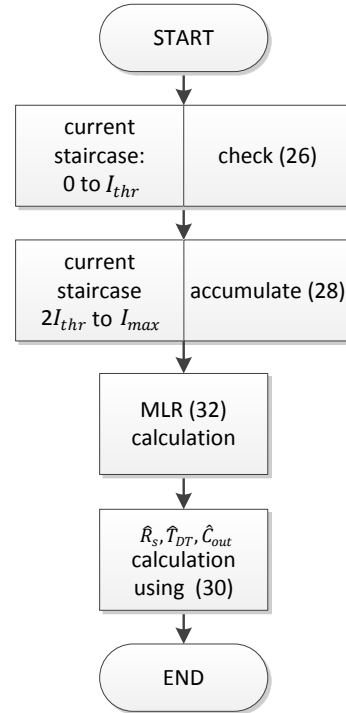 START
current
staircase:
0 to I_thr
check (26)
current
staircase
2I_thr to I_max
accumulate (28)
MLR (32)
calculation
R̂_s, T̂_DT, Ĉ_out
calculation
using (30)
END